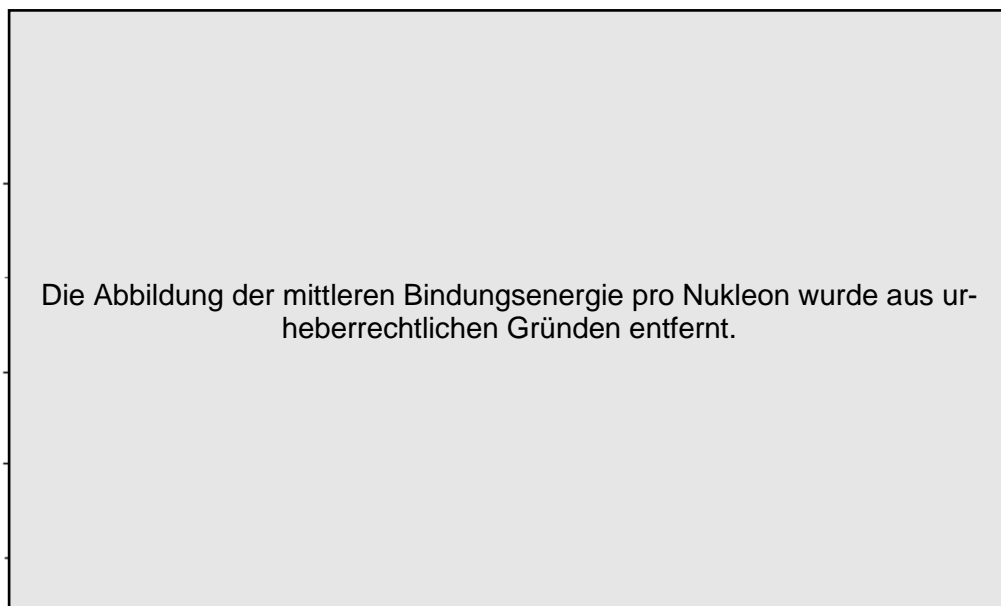 Die Abbildung der mittleren Bindungsenergie pro Nukleon wurde aus ur-
heberrechtlichen Gründen entfernt.